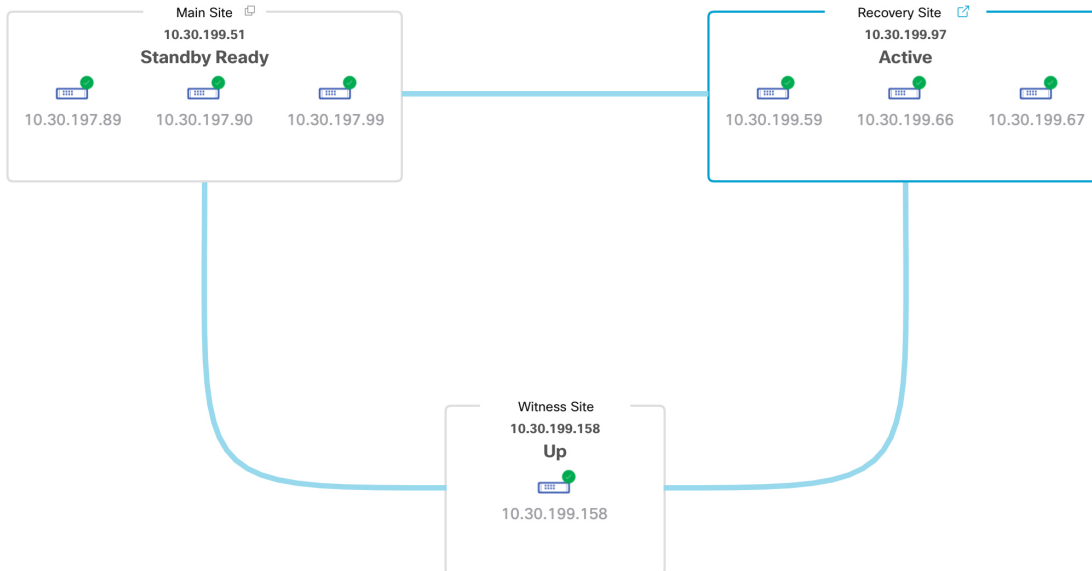 Main Site
10.30.199.51
Standby Ready
10.30.197.89 10.30.197.90 10.30.197.99
Recovery Site
10.30.199.97
Active
10.30.199.59 10.30.199.66 10.30.199.67
Witness Site
10.30.199.158
Up
10.30.199.158